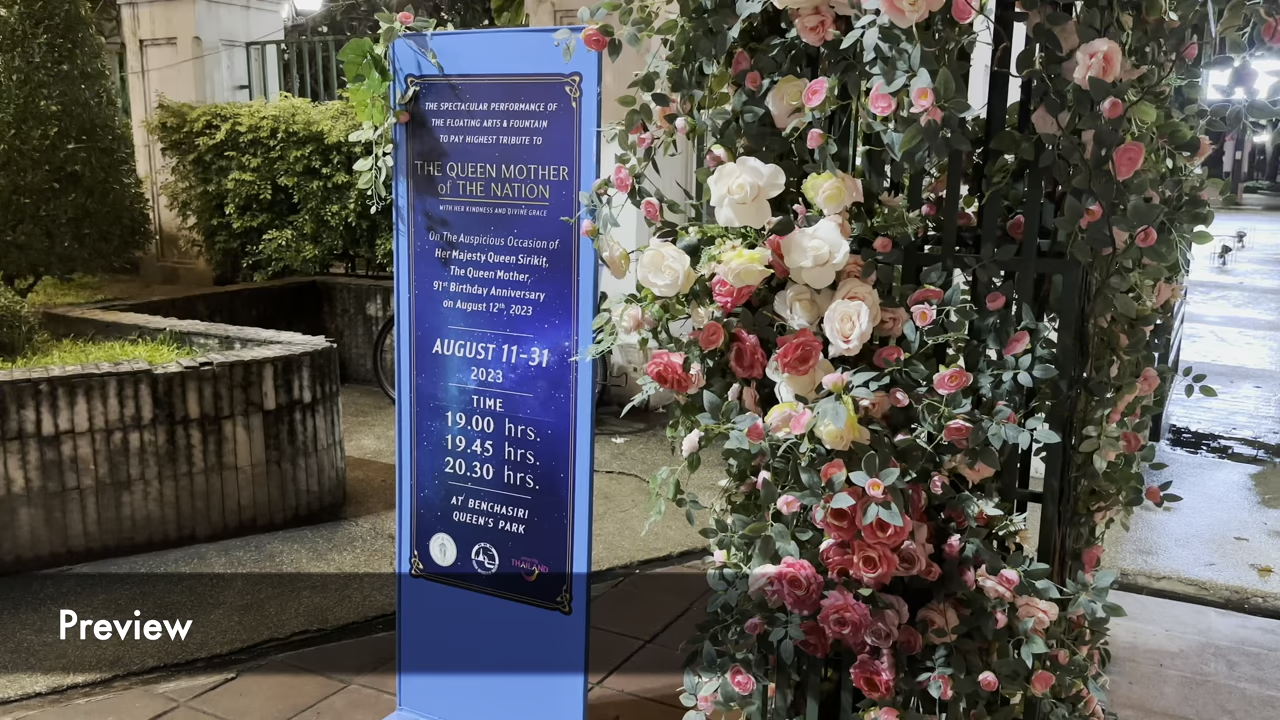 THE SPECTACULAR PERFORMANCE OF
THE FLOATING ARTS & FOUNTAIN
TO PAY HIGHEST TRIBUTE TO
THE QUEEN MOTHER
of THE NATION
WITH HER KINDNESS AND DIVINE GRACE
On The Auspicious Occasion of
Her Majesty Queen Sirikit,
The Queen Mother,
91st Birthday Anniversary
on August 12th, 2023
AUGUST 11-31
2023
TIME
19.00 hrs.
19.45 hrs.
20.30 hrs.
AT BENCHASIRI
QUEEN'S PARK
THAILAND
Preview